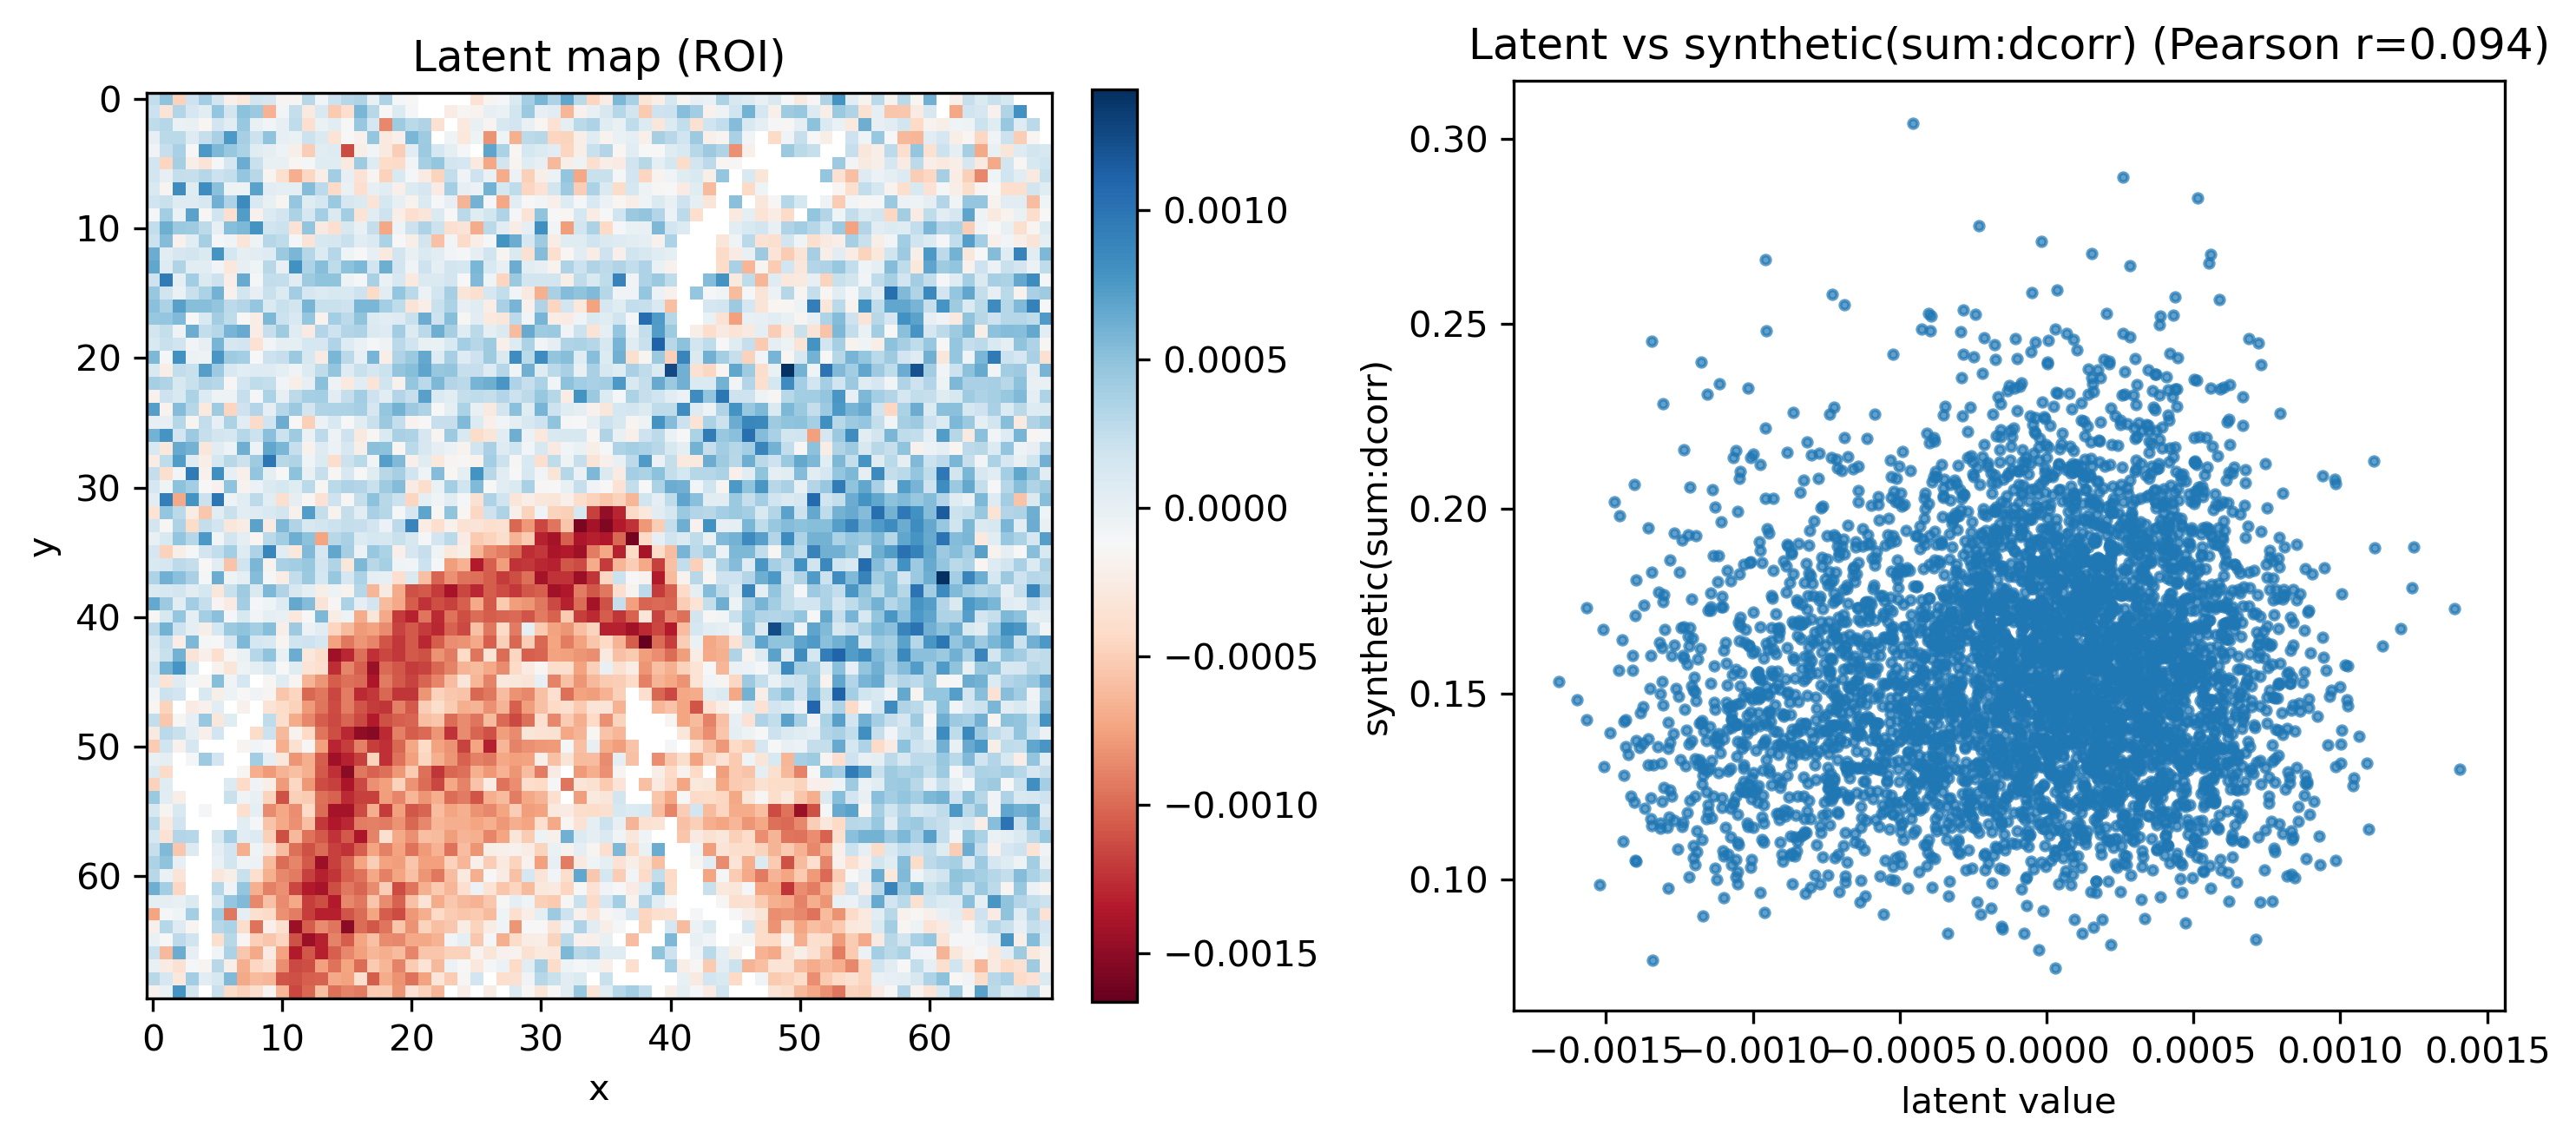 Latent map (ROI)
y
0
10
20
30
40
50
60
0 10 20 30 40 50 60
x
0.0010
0.0005
0.0000
−0.0005
−0.0010
−0.0015
Latent vs synthetic(sum:dcorr) (Pearson r=0.094)
synthetic(sum:dcorr)
0.30
0.25
0.20
0.15
0.10
−0.0015 −0.0010 −0.0005 0.0000 0.0005 0.0010 0.0015
latent value